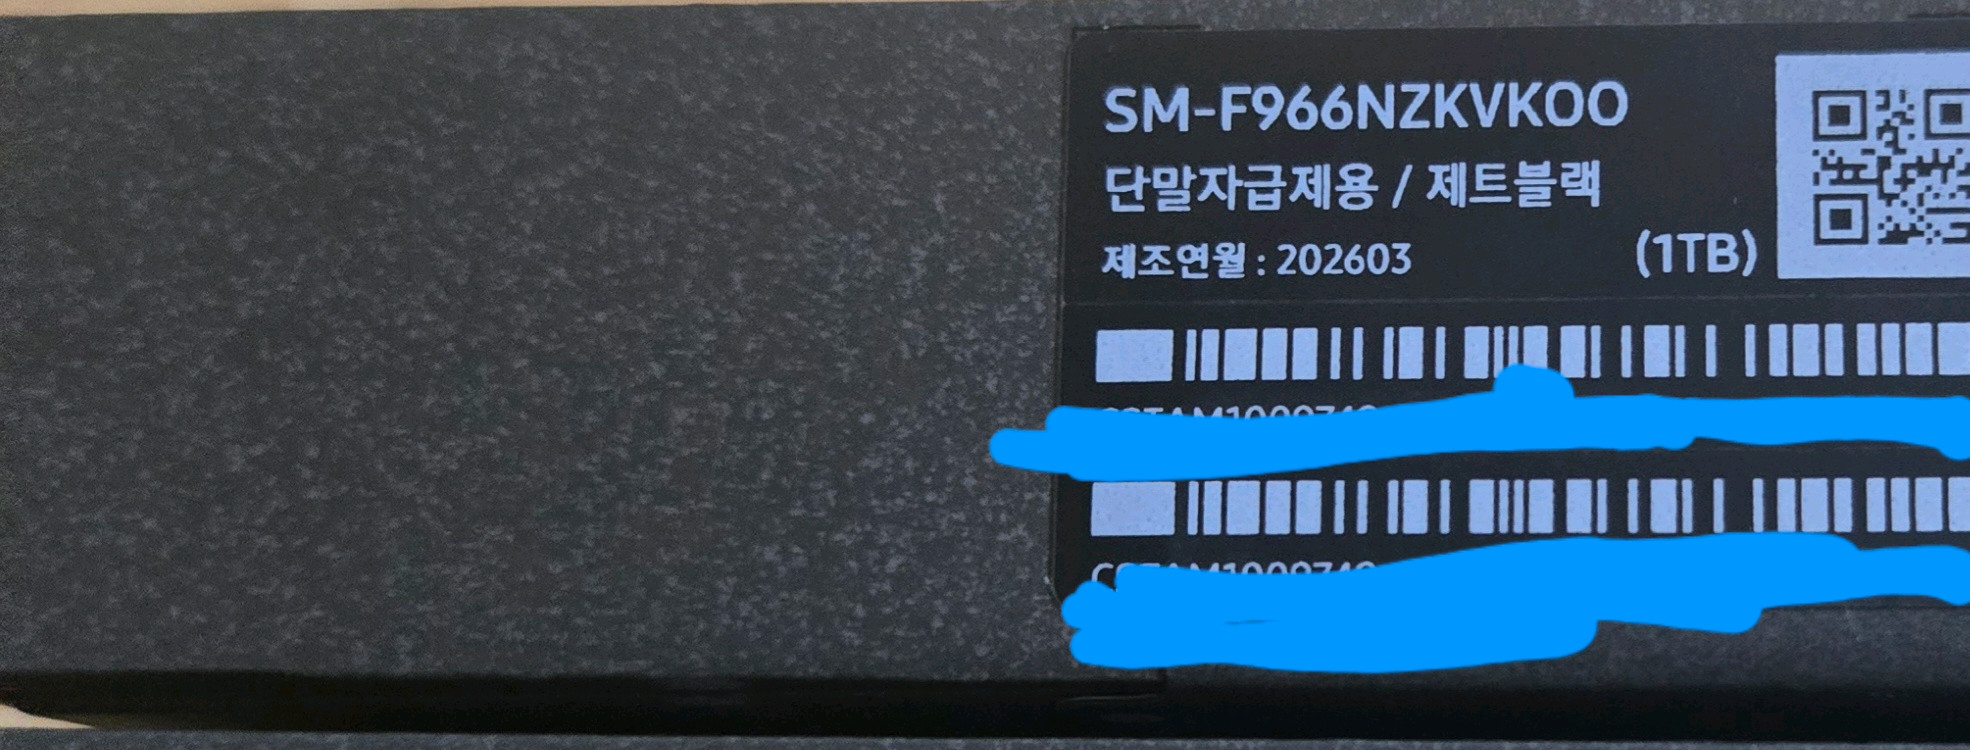 SM-F966NZKVKOO
단말자급제용 / 제트블랙
제조연월 : 202603
(1TB)